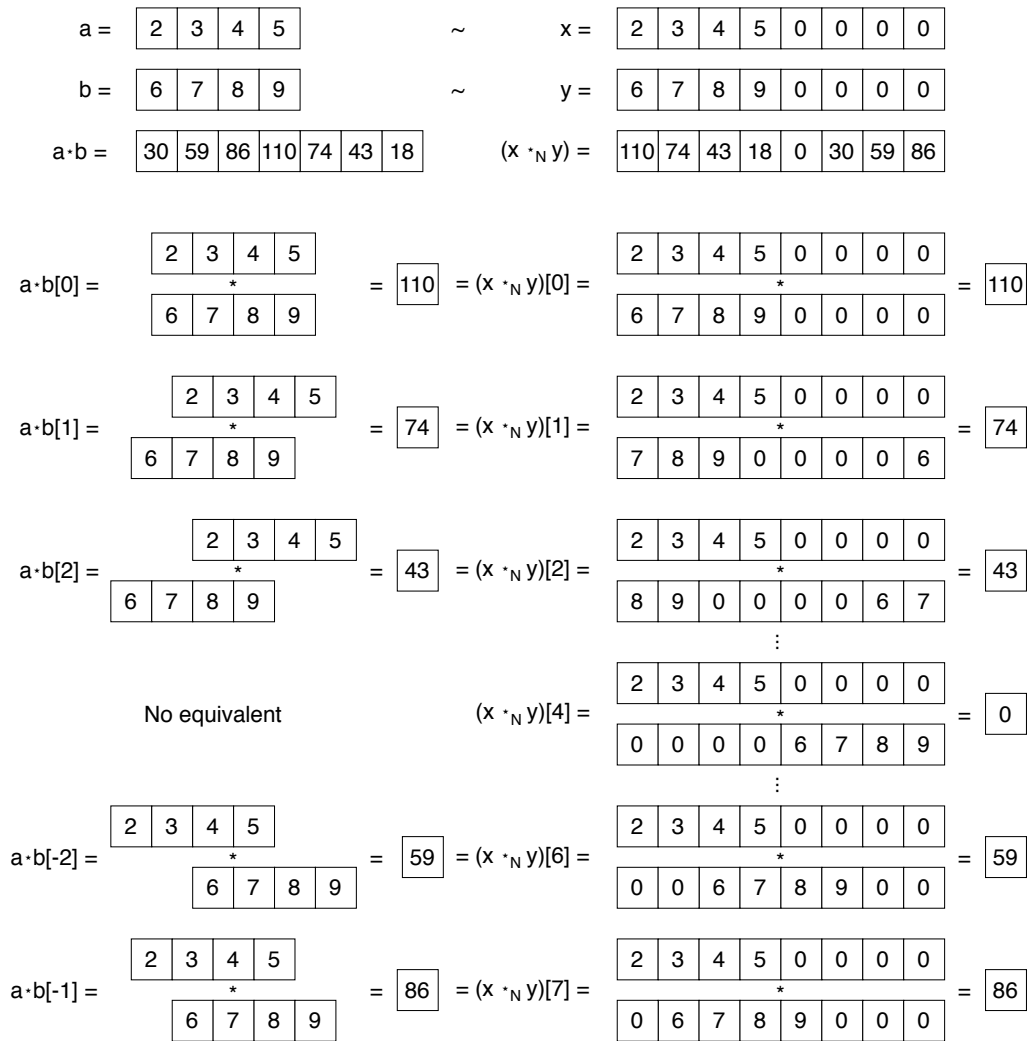 a = 2 3 4 5 ~ x = 2 3 4 5 0 0 0 0
b = 6 7 8 9 ~ y = 6 7 8 9 0 0 0 0
a⋆b = 30 59 86 110 74 43 18 (x ⋆N y) = 110 74 43 18 0 30 59 86
2 3 4 5 2 3 4 5 0 0 0 0
a⋆b[0] = * = 110 = (x ⋆N y)[0] = * = 110
6 7 8 9 6 7 8 9 0 0 0 0
2 3 4 5 2 3 4 5 0 0 0 0
a⋆b[1] = * = 74 = (x ⋆N y)[1] = * = 74
6 7 8 9 7 8 9 0 0 0 0 6
2 3 4 5 2 3 4 5 0 0 0 0
a⋆b[2] = * = 43 = (x ⋆N y)[2] = * = 43
6 7 8 9 8 9 0 0 0 0 6 7
⋮
2 3 4 5 0 0 0 0
No equivalent (x ⋆N y)[4] = * = 0
0 0 0 0 6 7 8 9
⋮
2 3 4 5 2 3 4 5 0 0 0 0
a⋆b[-2] = * = 59 = (x ⋆N y)[6] = * = 59
6 7 8 9 0 0 6 7 8 9 0 0
2 3 4 5 2 3 4 5 0 0 0 0
a⋆b[-1] = * = 86 = (x ⋆N y)[7] = * = 86
6 7 8 9 0 6 7 8 9 0 0 0